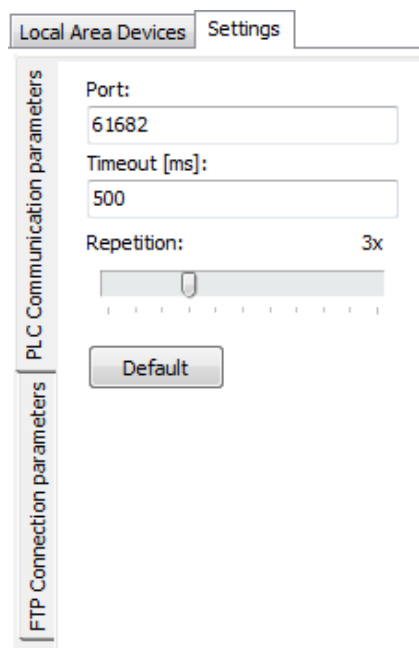 Local Area Devices
Settings
PLC Communication parameters
FTP Connection parameters
Port:
61682
Timeout [ms]:
500
Repetition: 3x
Default